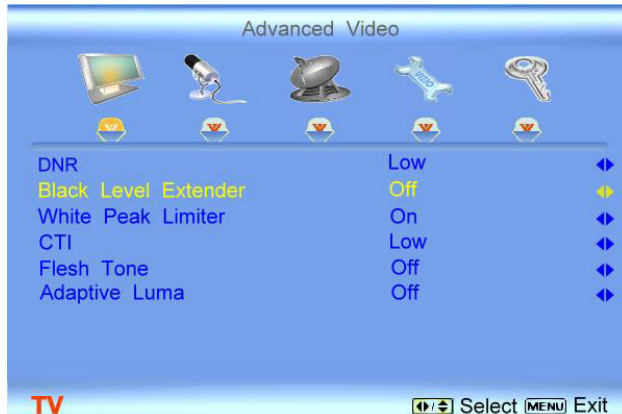 Advanced Video
VIZIO
DNR Low
Black Level Extender Off
White Peak Limiter On
CTI Low
Flesh Tone Off
Adaptive Luma Off
TV Select MENU Exit